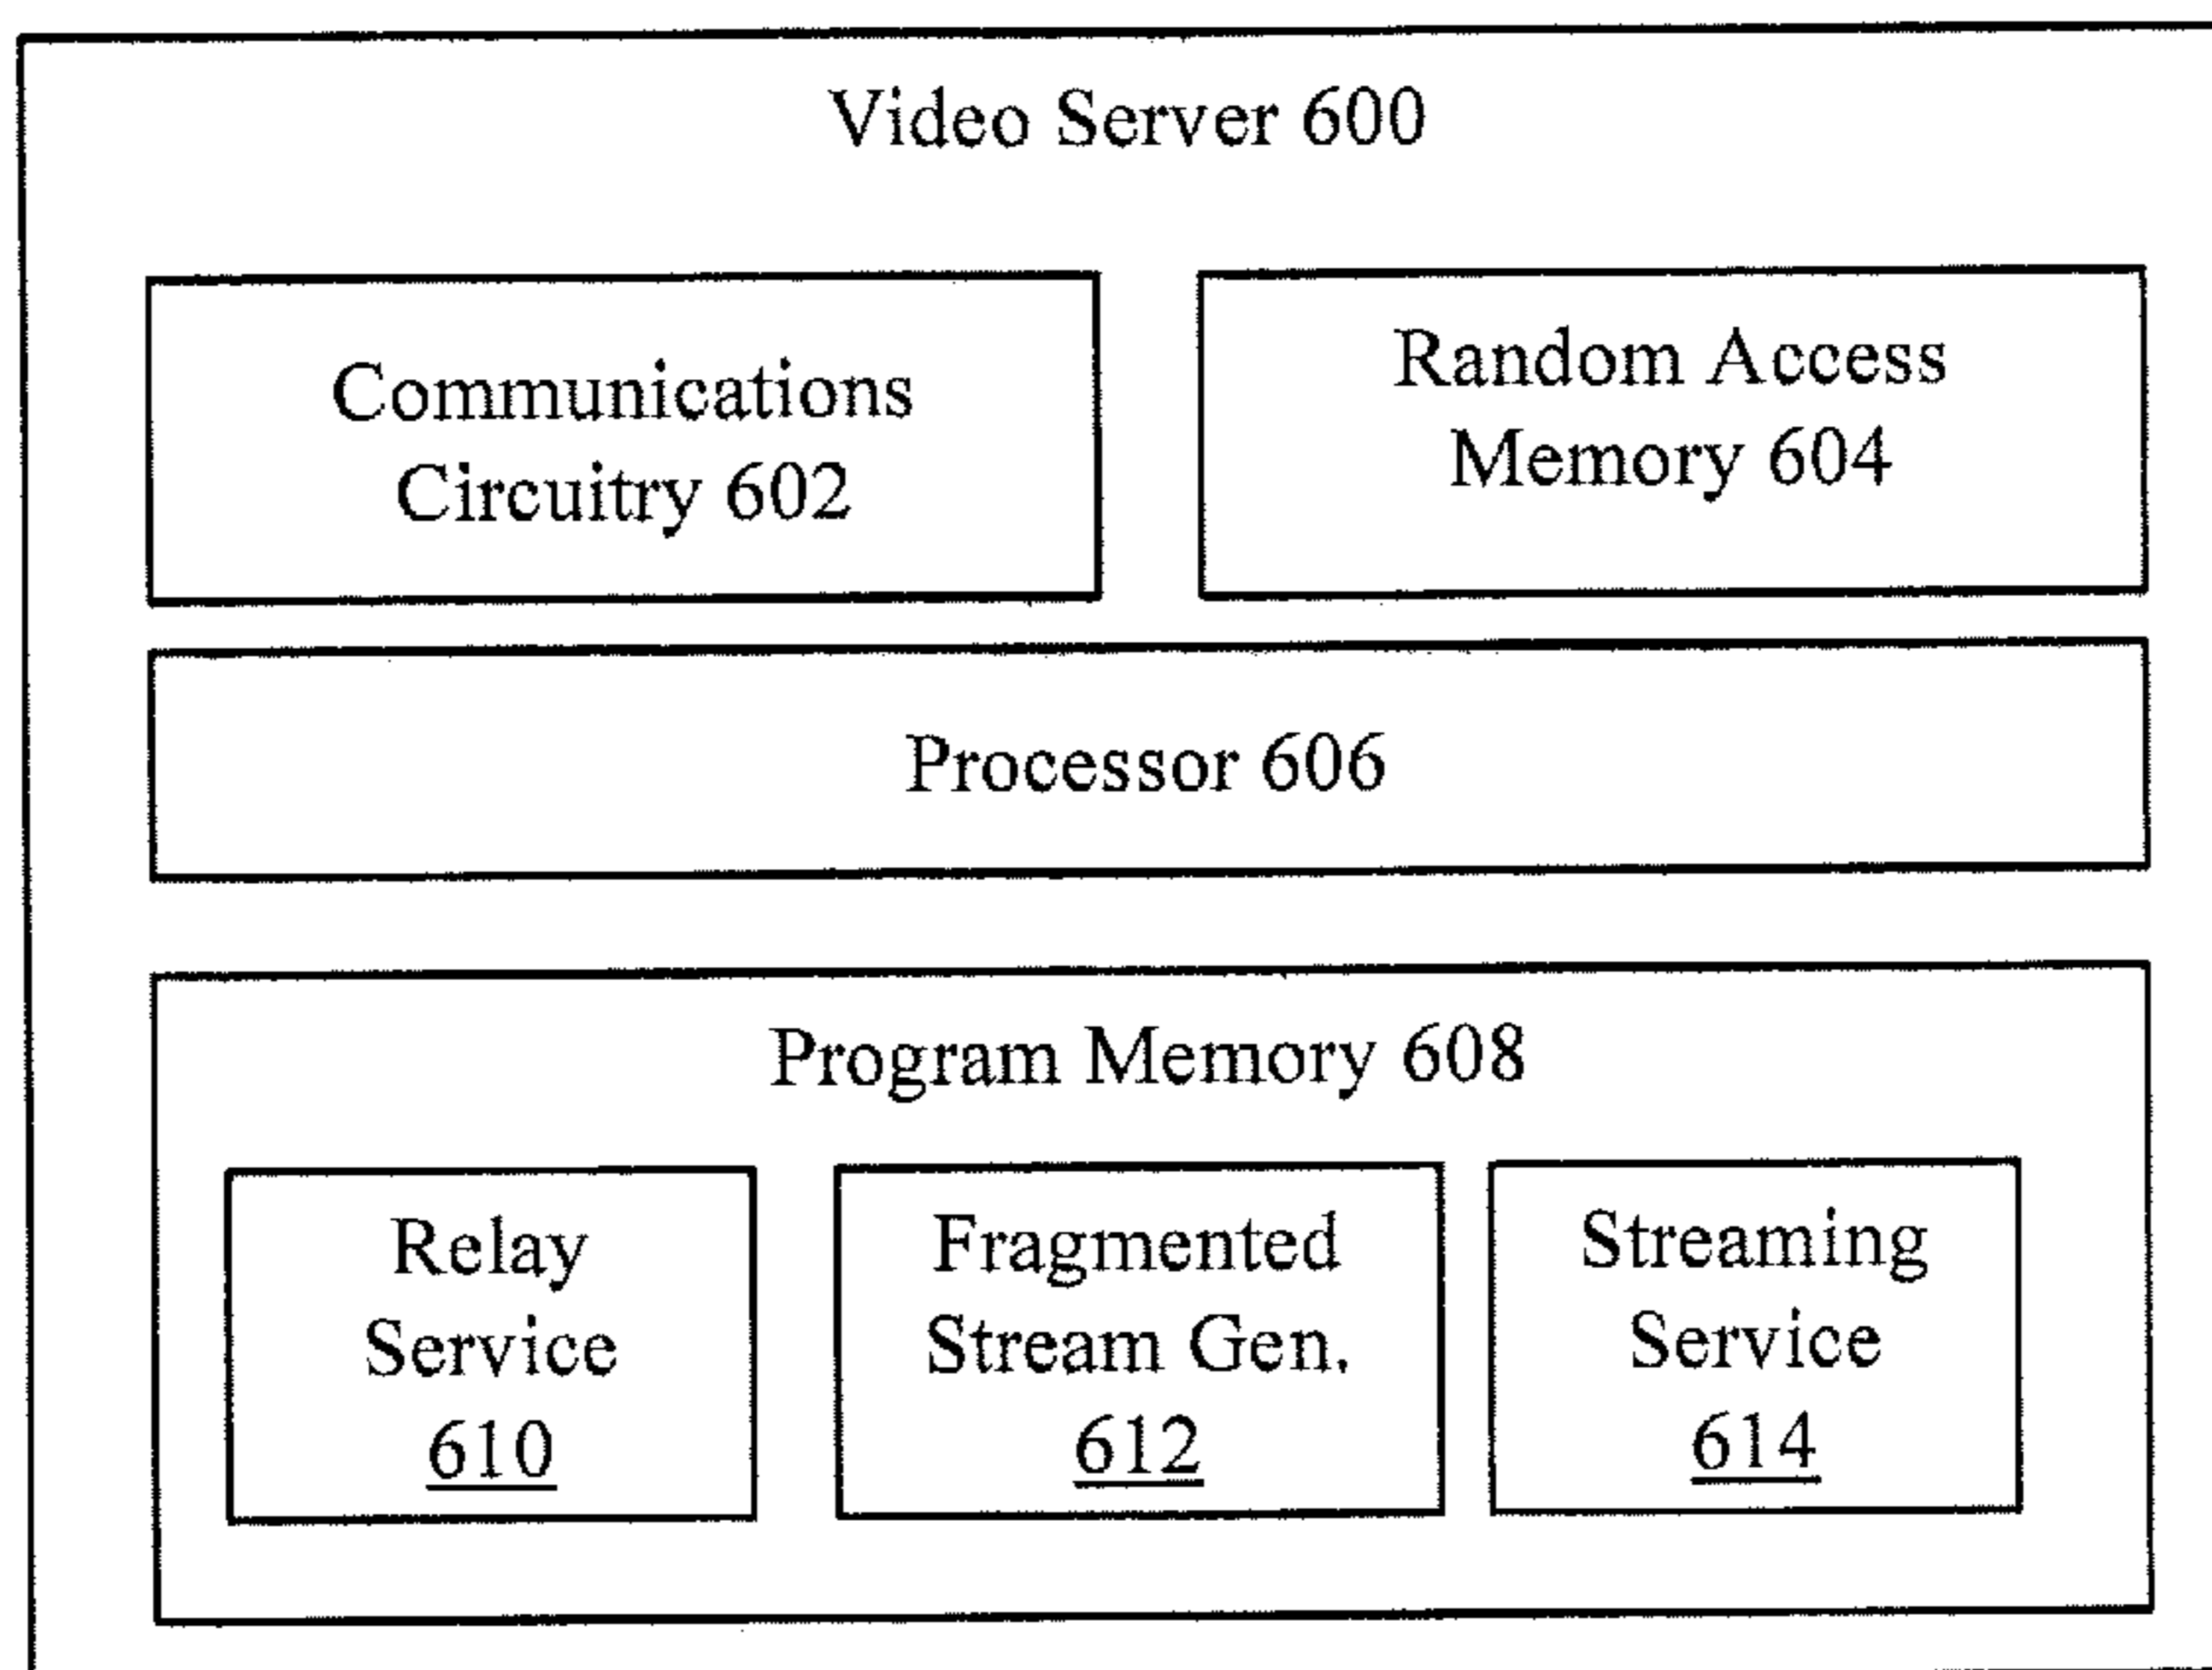 Video Server 600
Communications
Circuitry 602
Random Access
Memory 604
Processor 606
Program Memory 608
Relay
Service
610
Fragmented
Stream Gen.
612
Streaming
Service
614